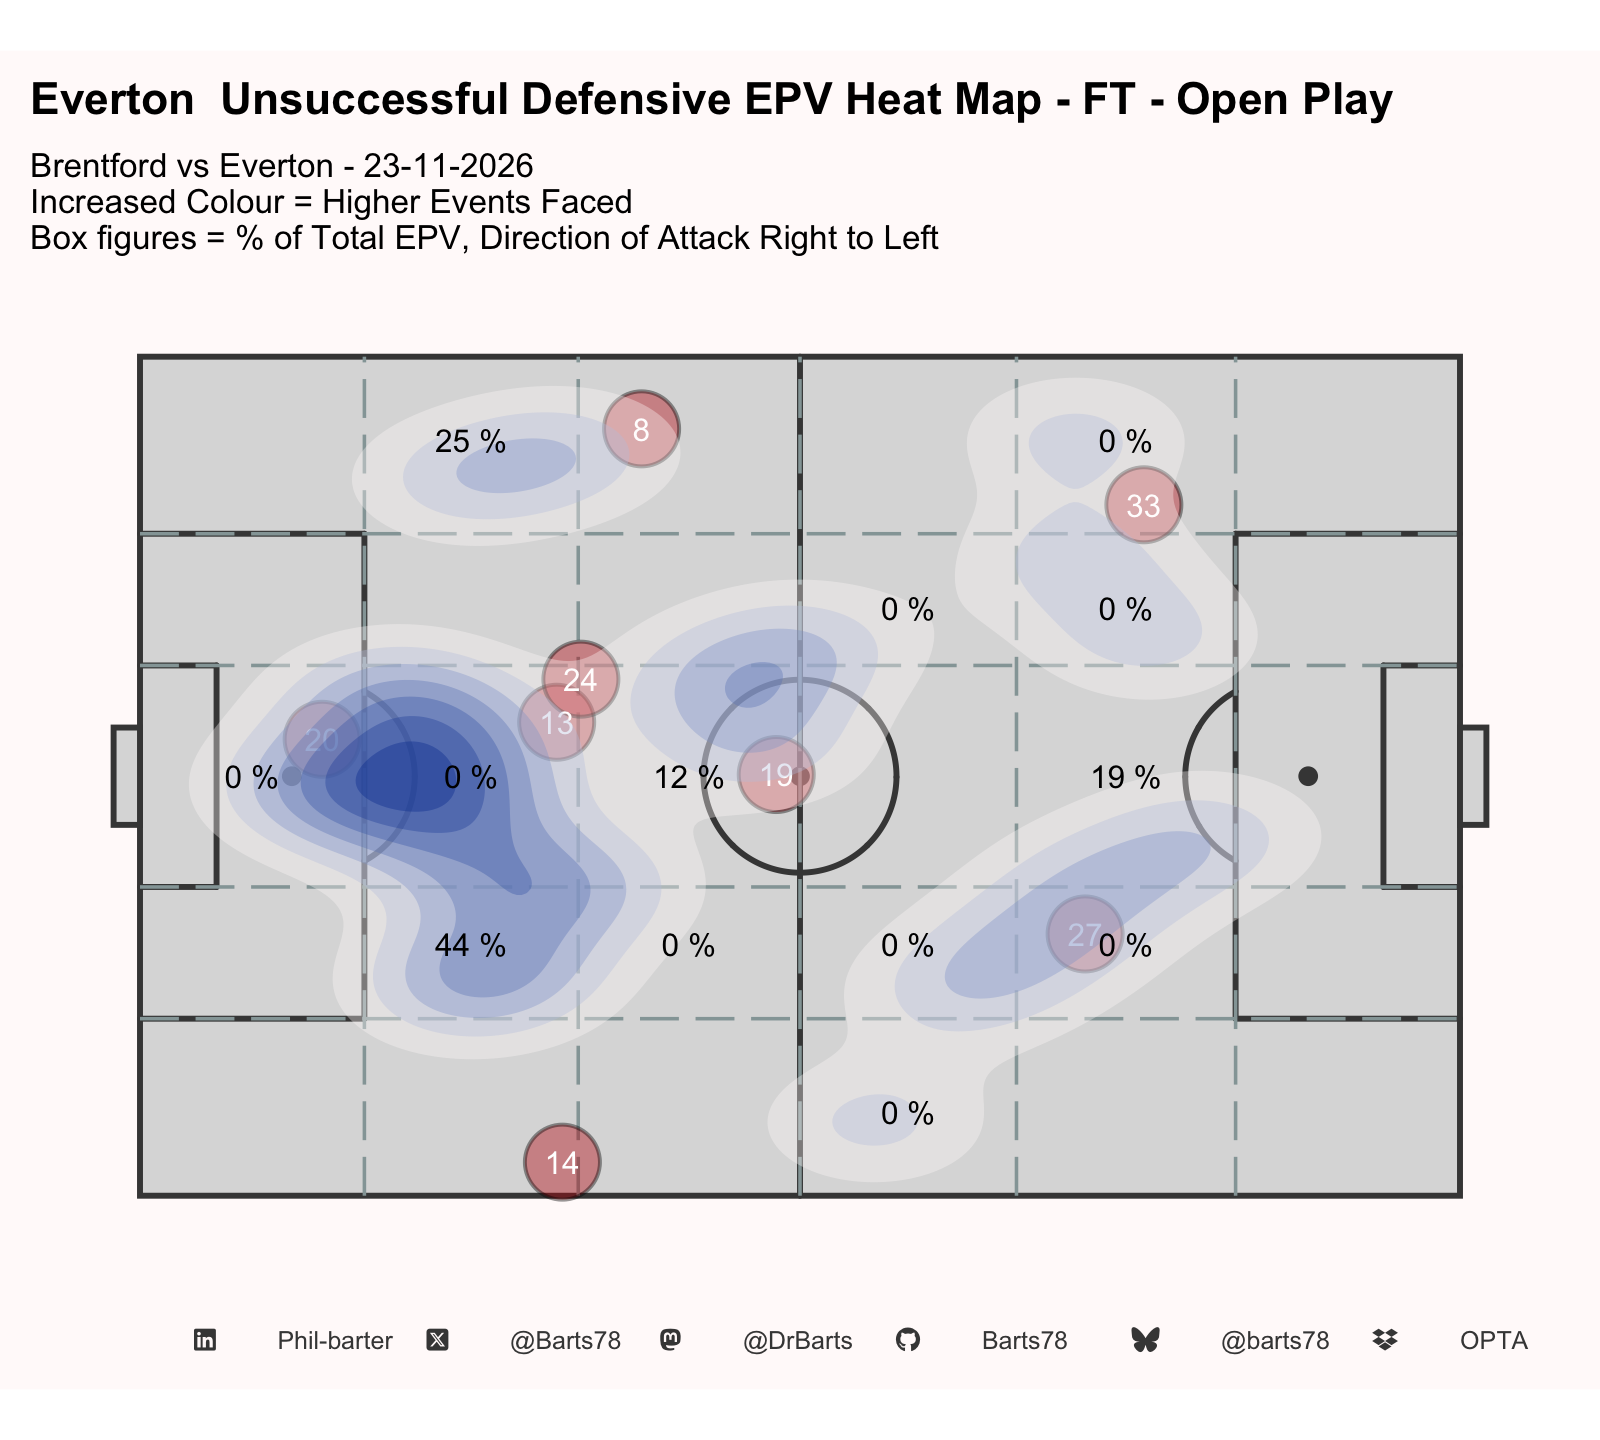 Everton  Unsuccessful Defensive EPV Heat Map - FT - Open Play
Brentford vs Everton - 23-11-2026
Increased Colour = Higher Events Faced
Box figures = % of Total EPV, Direction of Attack Right to Left
8
25 %
0 %
33
0 %
0 %
24
13
20
0 %
0 %
12 %
19
19 %
27
44 %
0 %
0 %
0 %
0 %
14
Phil-barter
@Barts78
@DrBarts
Barts78
@barts78
OPTA